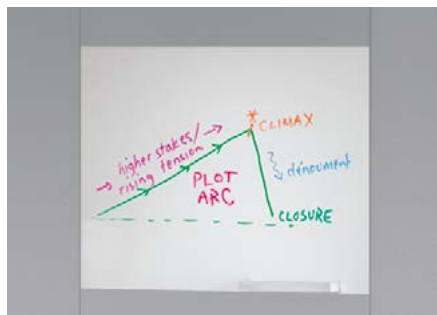 higher stakes/
rising tension
CLIMAX
PLOT
ARC
dénoument
CLOSURE